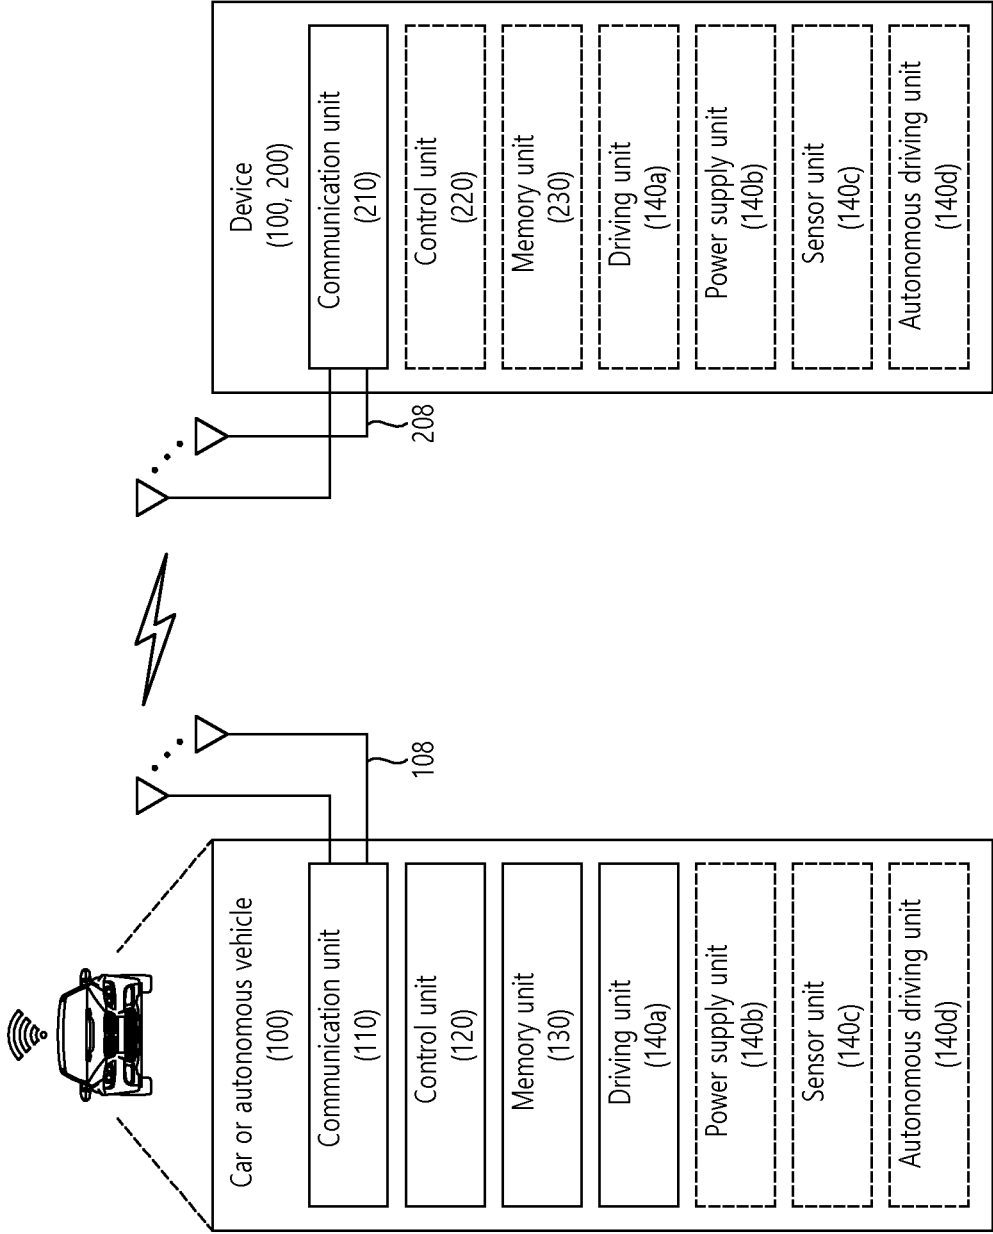 Car or autonomous vehicle
(100)
Communication unit
(110)
Control unit
(120)
Memory unit
(130)
Driving unit
(140a)
Power supply unit
(140b)
Sensor unit
(140c)
Autonomous driving unit
(140d)
108
208
Device
(100, 200)
Communication unit
(210)
Control unit
(220)
Memory unit
(230)
Driving unit
(140a)
Power supply unit
(140b)
Sensor unit
(140c)
Autonomous driving unit
(140d)